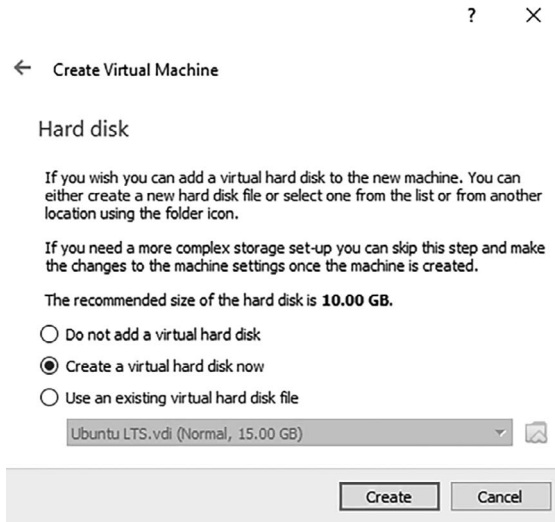 ?
Create Virtual Machine
Hard disk
If you wish you can add a virtual hard disk to the new machine. You can
either create a new hard disk file or select one from the list or from another
location using the folder icon.
If you need a more complex storage set-up you can skip this step and make
the changes to the machine settings once the machine is created.
The recommended size of the hard disk is 10.00 GB.
Do not add a virtual hard disk
Create a virtual hard disk now
Use an existing virtual hard disk file
Ubuntu LTS.vdi (Normal, 15.00 GB)
Create Cancel